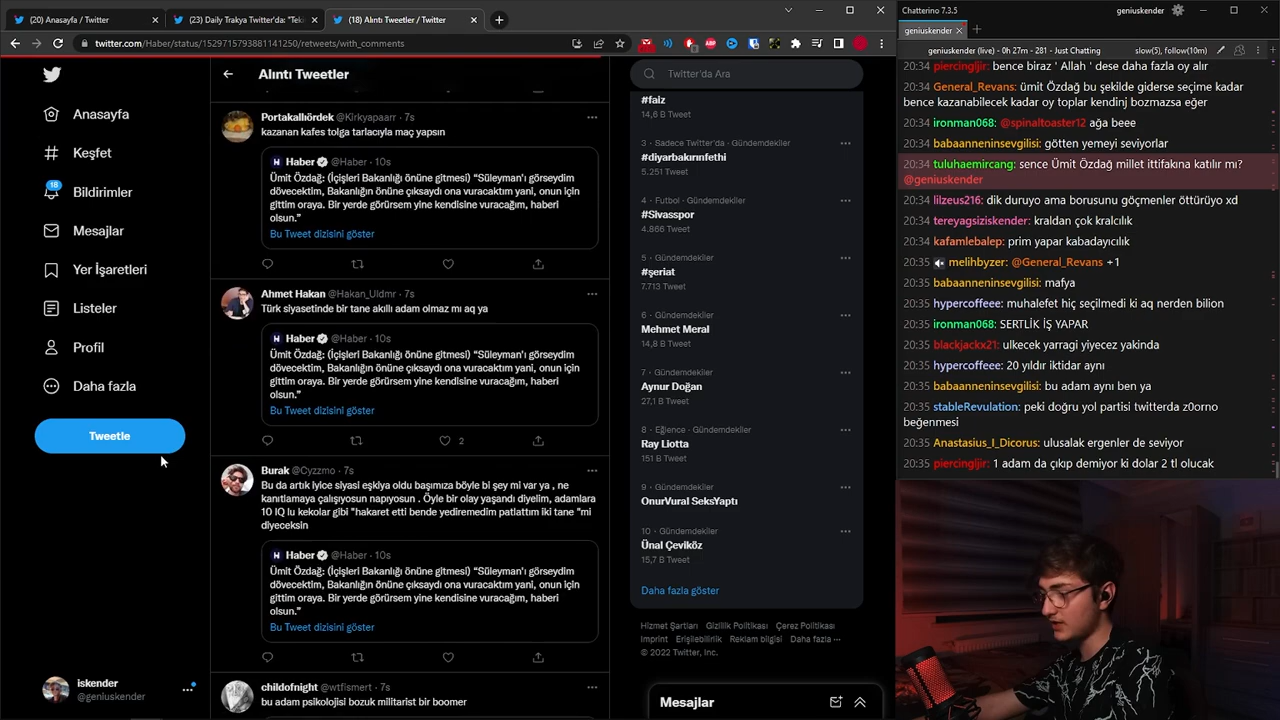 (20) Anasayfa / Twitter
(23) Daily Trakya Twitter'da: "Teki
(18) Alıntı Tweetler / Twitter
twitter.com/Haber/status/1529715793881141250/retweets/with_comments
Anasayfa
Keşfet
18
Bildirimler
Mesajlar
Yer İşaretleri
Listeler
Profil
Daha fazla
Tweetle
iskender
@geniuskender
Alıntı Tweetler
Portakallıördek @Kirkyapaarr · 7s
kazanan kafes tolga tarlacıyla maç yapsın
Haber @Haber · 10s
Ümit Özdağ: (İçişleri Bakanlığı önüne gitmesi) “Süleyman'ı görseydim
dövecektim, Bakanlığın önüne çıksaydı ona vuracaktım yani, onun için
gittim oraya. Bir yerde görürsem yine kendisine vuracağım, haberi
olsun.”
Bu Tweet dizisini göster
Ahmet Hakan @Hakan_Uldmr · 7s
Türk siyasetinde bir tane akıllı adam olmaz mı aq ya
Haber @Haber · 10s
Ümit Özdağ: (İçişleri Bakanlığı önüne gitmesi) “Süleyman'ı görseydim
dövecektim, Bakanlığın önüne çıksaydı ona vuracaktım yani, onun için
gittim oraya. Bir yerde görürsem yine kendisine vuracağım, haberi
olsun.”
Bu Tweet dizisini göster
2
Burak @Cyzzmo · 7s
Bu da artık iyice siyasi eşkiya oldu başımıza böyle bi şey mi var ya , ne
kanıtlamaya çalışıyosun napıyosun . Öyle bir olay yaşandı diyelim, adamlara
10 IQ lu kekolar gibi "hakaret etti bende yediremedim patlattım iki tane "mi
diyeceksin
Haber @Haber · 10s
Ümit Özdağ: (İçişleri Bakanlığı önüne gitmesi) “Süleyman'ı görseydim
dövecektim, Bakanlığın önüne çıksaydı ona vuracaktım yani, onun için
gittim oraya. Bir yerde görürsem yine kendisine vuracağım, haberi
olsun.”
Bu Tweet dizisini göster
childofnight @wtfismert · 7s
bu adam psikolojisi bozuk militarist bir boomer
Twitter'da Ara
#faiz
14,6 B Tweet
3 · Sadece Twitter'da · Gündemdekiler
#diyarbakırınfethi
5.251 Tweet
4 · Futbol · Gündemdekiler
#Sivasspor
4.866 Tweet
5 · Gündemdekiler
#şeriat
7.713 Tweet
6 · Gündemdekiler
Mehmet Meral
14,8 B Tweet
7 · Gündemdekiler
Aynur Doğan
27,1 B Tweet
8 · Eğlence · Gündemdekiler
Ray Liotta
151 B Tweet
9 · Gündemdekiler
OnurVural SeksYaptı
10 · Gündemdekiler
Ünal Çeviköz
15,7 B Tweet
Daha fazla göster
Hizmet Şartları Gizlilik Politikası Çerez Politikası
Imprint Erişilebilirlik Reklam bilgisi Daha fazla ···
© 2022 Twitter, Inc.
Mesajlar
Chatterino 7.3.5
geniuskender
geniuskender
geniuskender (live) - 0h 27m - 281 - Just Chatting
slow(5), follow(10m)
20:34 piercingljir: bence biraz ' Allah ' dese daha fazla oy alır
20:34 General_Revans: ümit Özdağ bu şekilde giderse seçime kadar
bence kazanabilecek kadar oy toplar kendinj bozmazsa eğer
20:34 ironman068: @spinaltoaster12 ağa beee
20:34 babaanneninsevgilisi: götten yemeyi seviyorlar
20:34 tuluhaemircang: sence Ümit Özdağ millet ittifakına katılır mı?
@geniuskender
20:34 lilzeus216: dik duruyo ama borusunu göçmenler öttürüyo xd
20:34 tereyagsiziskender: kraldan çok kralcılık
20:34 kafamlebalep: prim yapar kabadayıcılık
20:35 melihbyzer: @General_Revans +1
20:35 babaanneninsevgilisi: mafya
20:35 hypercoffeee: muhalefet hiç seçilmedi ki aq nerden bilion
20:35 ironman068: SERTLİK İŞ YAPAR
20:35 blackjackx21: ulkecek yarragi yiyecez yakinda
20:35 hypercoffeee: 20 yıldır iktidar aynı
20:35 babaanneninsevgilisi: bu adam aynı ben ya
20:35 stableRevulation: peki doğru yol partisi twitterda z0orno
beğenmesi
20:35 Anastasius_I_Dicorus: ulusalak ergenler de seviyor
20:35 piercingljir: 1 adam da çıkıp demiyor ki dolar 2 tl olucak